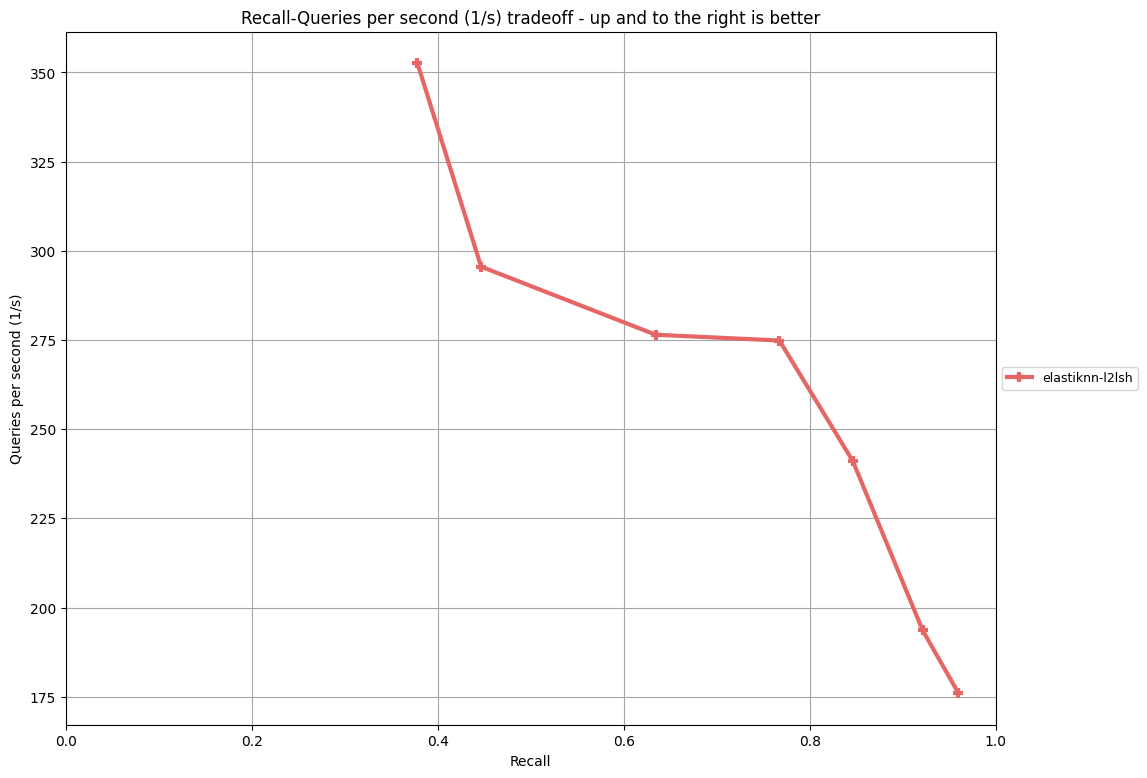 Recall-Queries per second (1/s) tradeoff - up and to the right is better
Queries per second (1/s)
350
325
300
275
250
225
200
175
0.0 0.2 0.4 0.6 0.8 1.0
Recall
elastiknn-l2lsh